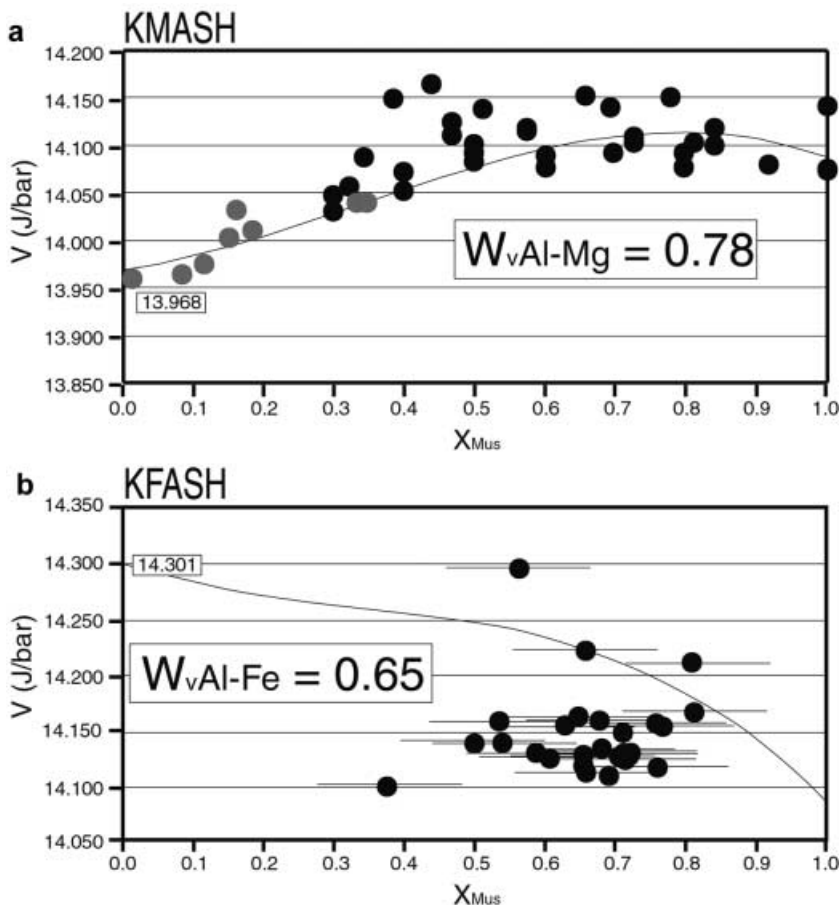 a
KMASH
14.200
14.150
14.100
14.050
14.000
13.950
13.900
13.850
V (J/bar)
WvAl-Mg = 0.78
13.968
0.0 0.1 0.2 0.3 0.4 0.5 0.6 0.7 0.8 0.9 1.0
XMus
b
KFASH
14.350
14.300
14.250
14.200
14.150
14.100
14.050
V (J/bar)
14.301
WvAl-Fe = 0.65
0.0 0.1 0.2 0.3 0.4 0.5 0.6 0.7 0.8 0.9 1.0
XMus